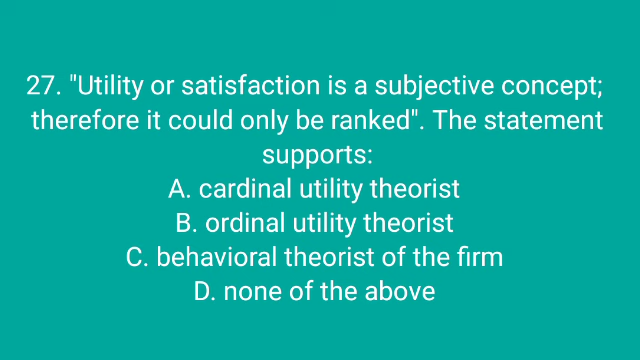 27. "Utility or satisfaction is a subjective concept;
therefore it could only be ranked". The statement
supports:
A. cardinal utility theorist
B. ordinal utility theorist
C. behavioral theorist of the firm
D. none of the above